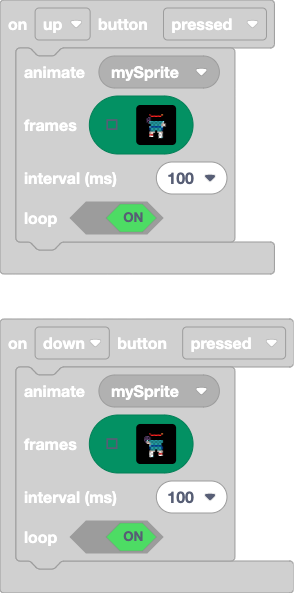 on up button pressed
animate mySprite
frames
interval (ms) 100
loop ON
on down button pressed
animate mySprite
frames
interval (ms) 100
loop ON